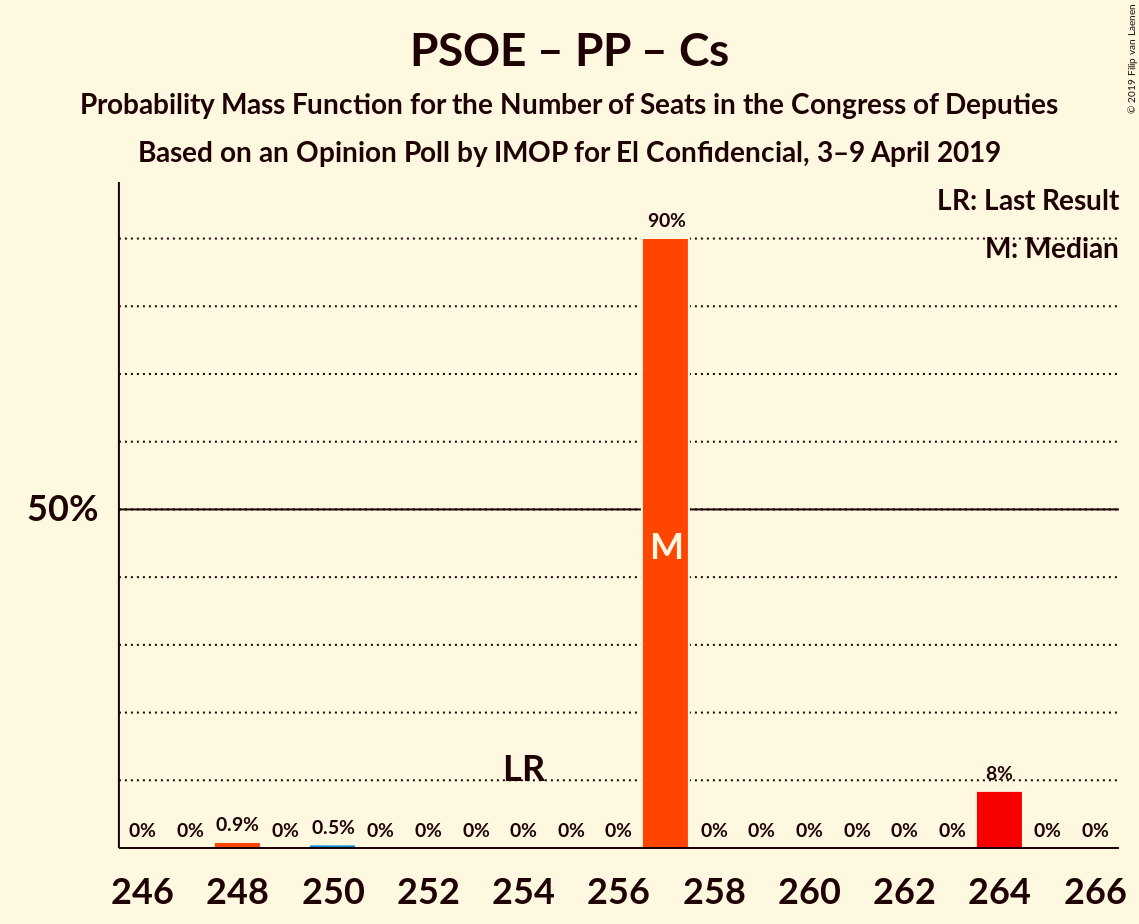 PSOE – PP – Cs
Probability Mass Function for the Number of Seats in the Congress of Deputies
Based on an Opinion Poll by IMOP for El Confidencial, 3–9 April 2019
© 2019 Filip van Laenen
LR: Last Result
M: Median
90%
50%
M
LR
8%
0% 0% 0.9% 0% 0.5% 0% 0% 0% 0% 0% 0% 0% 0% 0% 0% 0% 0% 0% 0%
246 248 250 252 254 256 258 260 262 264 266